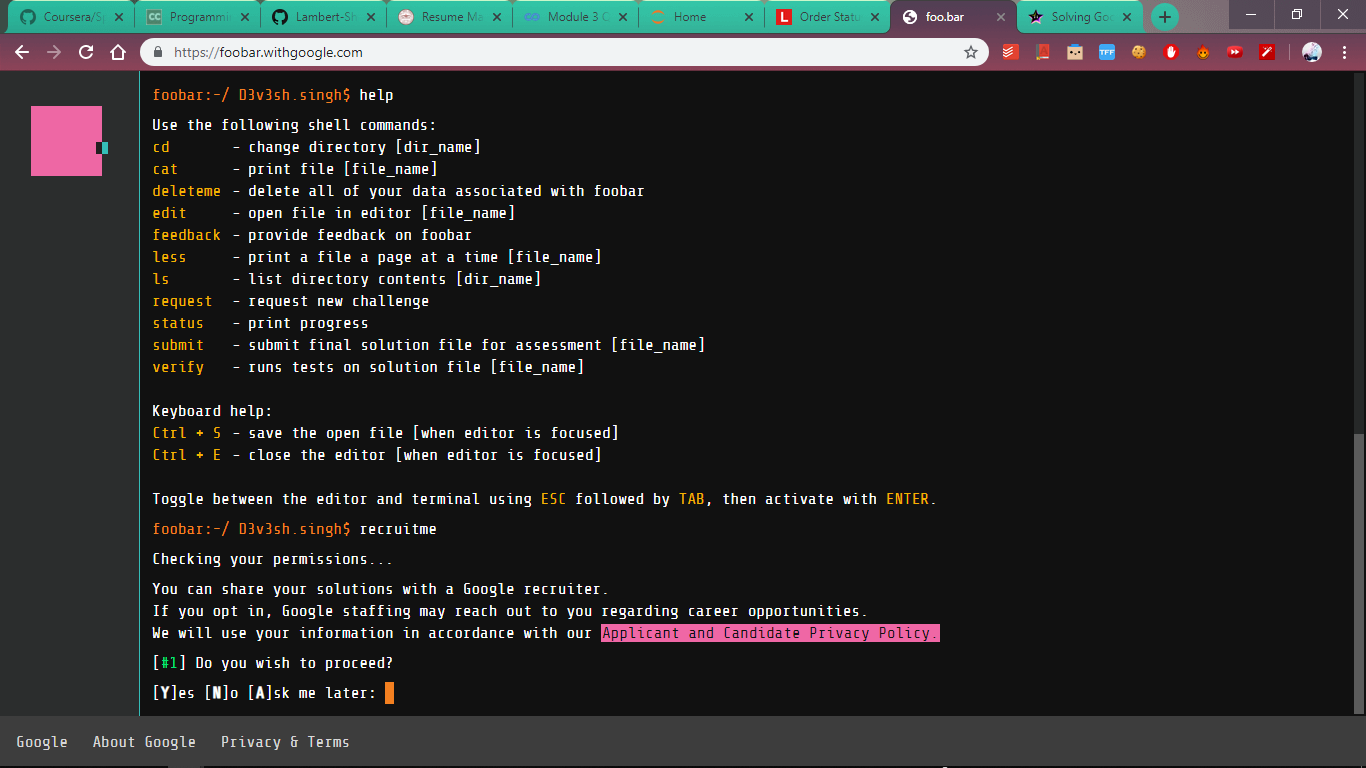 Coursera/Sp
Programmi
Lambert-Sh
Resume Ma
Module 3 G
Home
Order Statu
foo.bar
Solving Goo
https://foobar.withgoogle.com
TFF
foobar:~/ D3v3sh.singh$ help
Use the following shell commands:
cd - change directory [dir_name]
cat - print file [file_name]
deleteme - delete all of your data associated with foobar
edit - open file in editor [file_name]
feedback - provide feedback on foobar
less - print a file a page at a time [file_name]
ls - list directory contents [dir_name]
request - request new challenge
status - print progress
submit - submit final solution file for assessment [file_name]
verify - runs tests on solution file [file_name]
Keyboard help:
Ctrl + S - save the open file [when editor is focused]
Ctrl + E - close the editor [when editor is focused]
Toggle between the editor and terminal using ESC followed by TAB, then activate with ENTER.
foobar:~/ D3v3sh.singh$ recruitme
Checking your permissions...
You can share your solutions with a Google recruiter.
If you opt in, Google staffing may reach out to you regarding career opportunities.
We will use your information in accordance with our Applicant and Candidate Privacy Policy.
[#1] Do you wish to proceed?
[Y]es [N]o [A]sk me later:
Google About Google Privacy & Terms